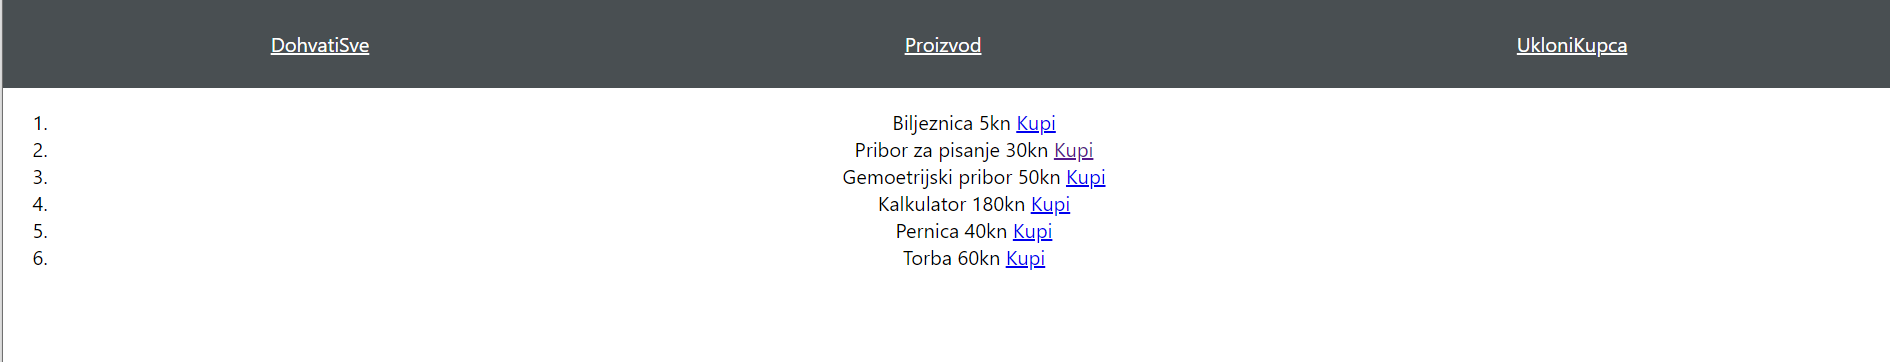 DohvatiSve Proizvod UkloniKupca
1. Biljeznica 5kn Kupi
2. Pribor za pisanje 30kn Kupi
3. Gemoetrijski pribor 50kn Kupi
4. Kalkulator 180kn Kupi
5. Pernica 40kn Kupi
6. Torba 60kn Kupi